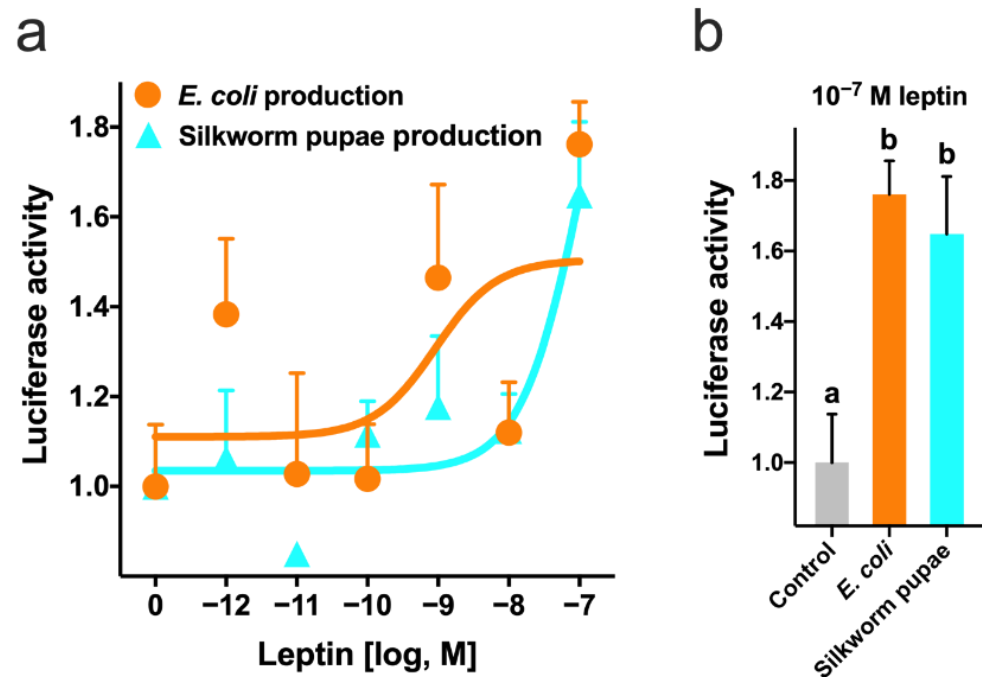 a
E. coli production
Silkworm pupae production
Luciferase activity
1.8
1.6
1.4
1.2
1.0
0 −12 −11 −10 −9 −8 −7
Leptin [log, M]
b
10⁻⁷ M leptin
Luciferase activity
1.8
1.6
1.4
1.2
1.0
a
b
b
Control
E. coli
Silkworm pupae